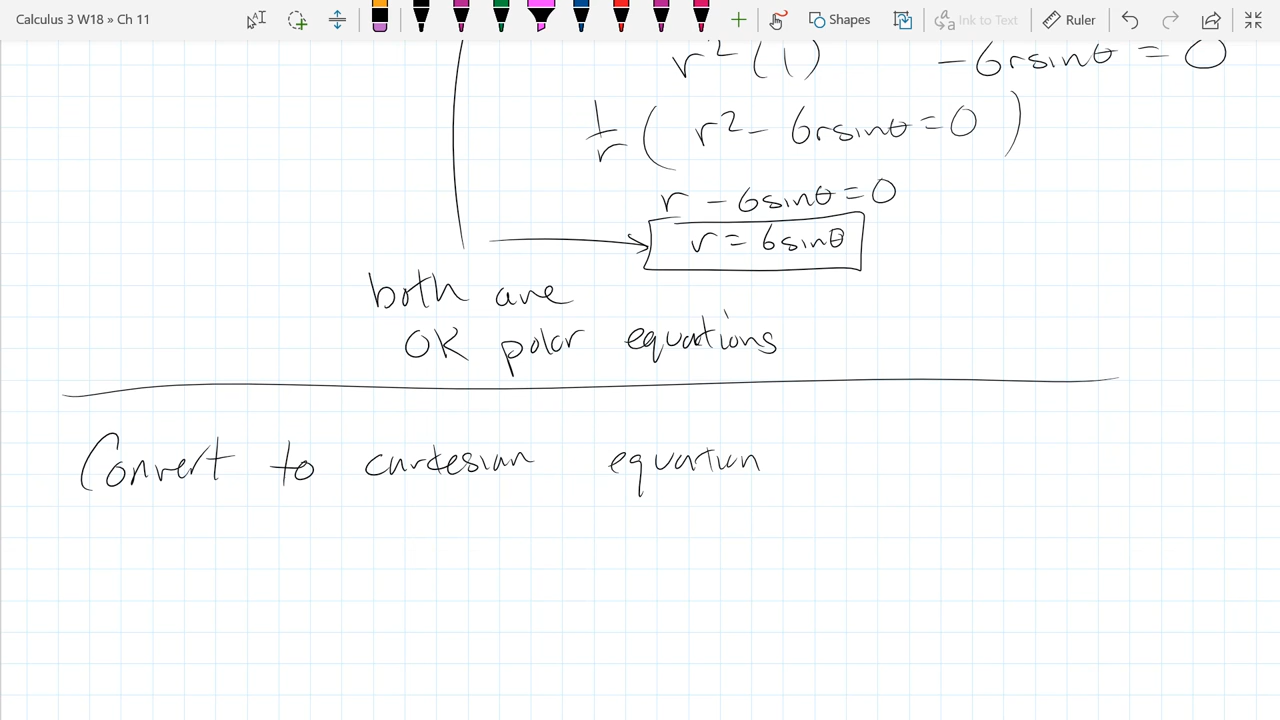 Calculus 3 W18 » Ch 11
Shapes
Ink to Text
Ruler
r² (1) -6rsinθ = 0
1/r ( r² - 6rsinθ = 0 )
r - 6sinθ = 0
r = 6sinθ
both are
OK polar equations
Convert to cartesian equation